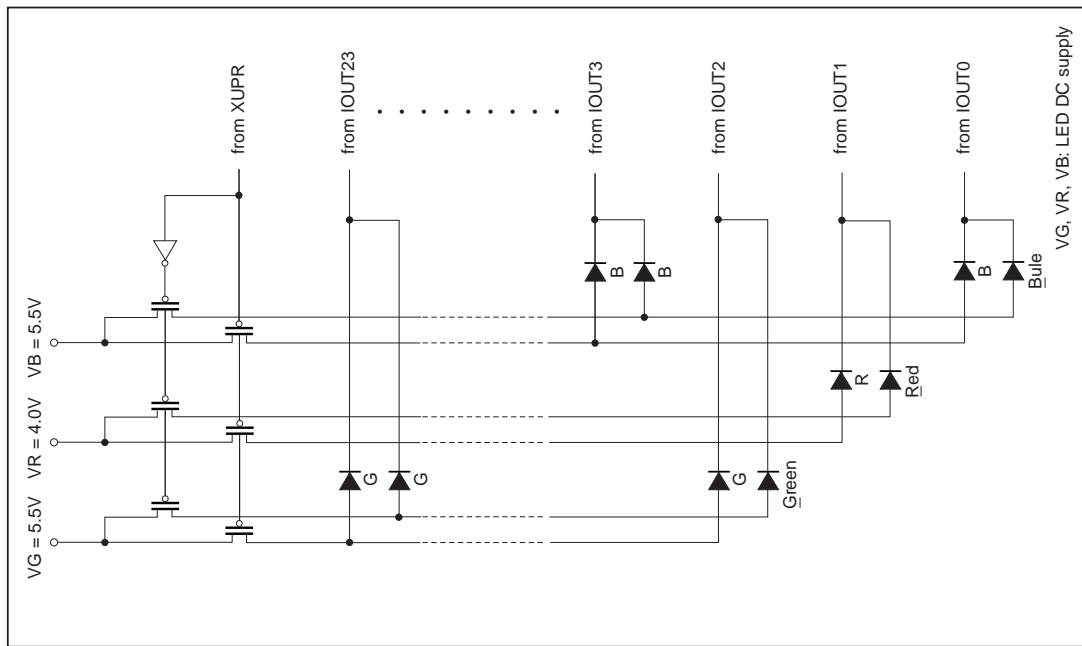 VG = 5.5V
VR = 4.0V
VB = 5.5V
from XUPR
from IOUT23
from IOUT3
from IOUT2
from IOUT1
from IOUT0
G
G
B
B
G
Green
R
Red
B
Bule
VG, VR, VB: LED DC supply